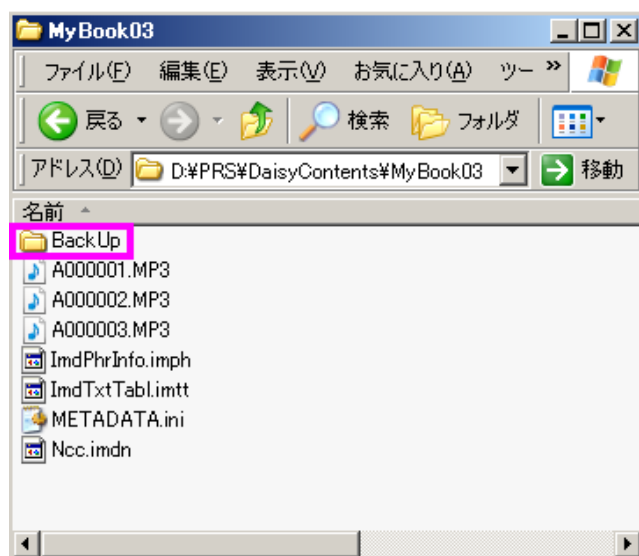 MyBook03
ファイル(F) 編集(E) 表示(V) お気に入り(A) ツー »
戻る 検索 フォルダ
アドレス(D) D:¥PRS¥DaisyContents¥MyBook03 移動
名前
BackUp
A000001.MP3
A000002.MP3
A000003.MP3
ImdPhrInfo.imph
ImdTxtTabl.imtt
METADATA.ini
Ncc.imdn